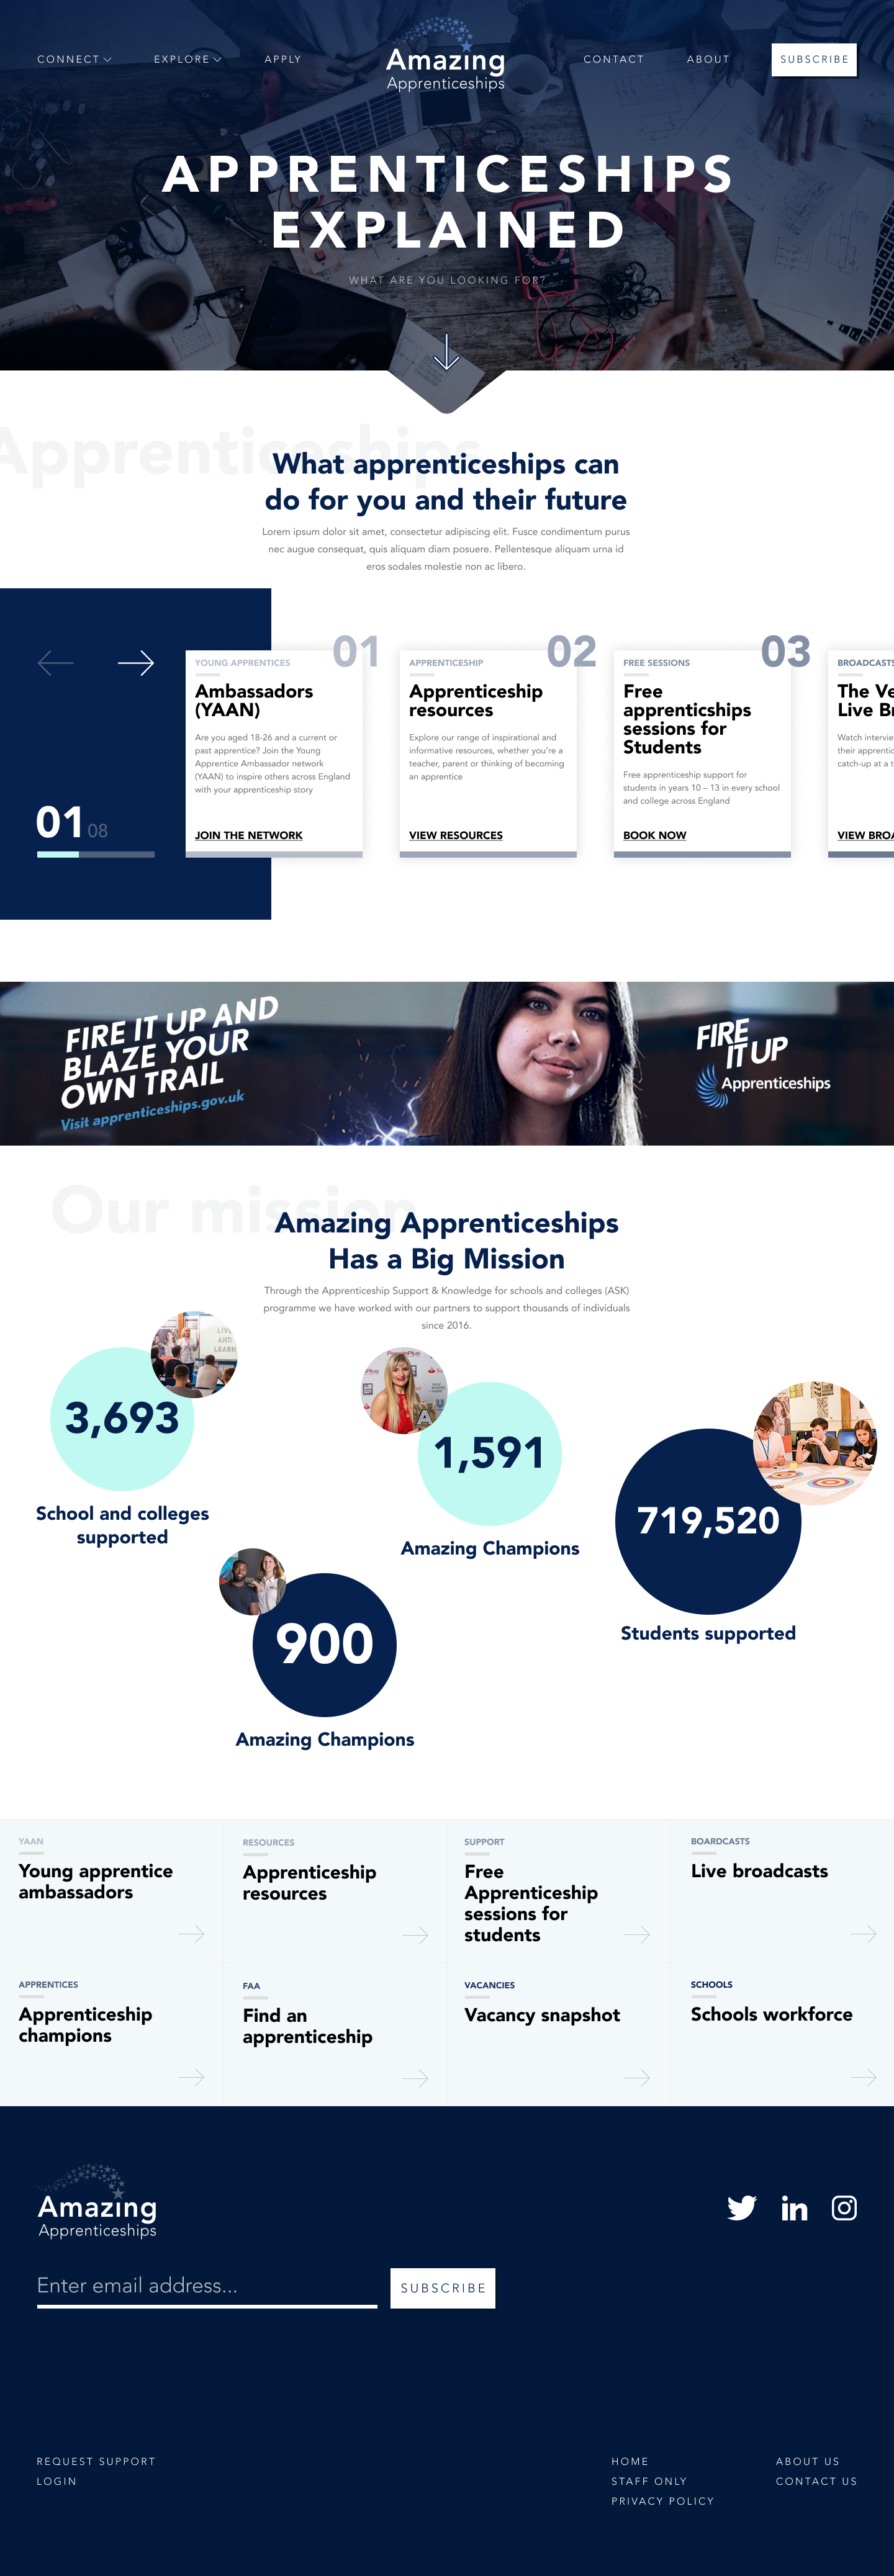 CONNECT
EXPLORE
APPLY
Amazing
Apprenticeships
CONTACT
ABOUT
SUBSCRIBE
APPRENTICESHIPS
EXPLAINED
WHAT ARE YOU LOOKING FOR?
Apprenticeships
What apprenticeships can
do for you and their future
Lorem ipsum dolor sit amet, consectetur adipiscing elit. Fusce condimentum purus
nec augue consequat, quis aliquam diam posuere. Pellentesque aliquam urna id
eros sodales molestie non ac libero.
01 08
01
YOUNG APPRENTICES
Ambassadors
(YAAN)
Are you aged 18-26 and a current or
past apprentice? Join the Young
Apprentice Ambassador network
(YAAN) to inspire others across England
with your apprenticeship story
JOIN THE NETWORK
02
APPRENTICESHIP
Apprenticeship
resources
Explore our range of inspirational and
informative resources, whether you're a
teacher, parent or thinking of becoming
an apprentice
VIEW RESOURCES
03
FREE SESSIONS
Free
apprenticships
sessions for
Students
Free apprenticeship support for
students in years 10 – 13 in every school
and college across England
BOOK NOW
BROADCASTS
The Ve
Live Br
Watch interview
their apprentic
catch-up at a t
VIEW BROA
FIRE IT UP AND
BLAZE YOUR
OWN TRAIL
Visit apprenticeships.gov.uk
FIRE
IT UP
Apprenticeships
Our mission
Amazing Apprenticeships
Has a Big Mission
Through the Apprenticeship Support & Knowledge for schools and colleges (ASK)
programme we have worked with our partners to support thousands of individuals
since 2016.
LIVE
AND
LEARN
3,693
School and colleges
supported
1,591
Amazing Champions
719,520
Students supported
900
Amazing Champions
YAAN
Young apprentice
ambassadors
RESOURCES
Apprenticeship
resources
SUPPORT
Free
Apprenticeship
sessions for
students
BOARDCASTS
Live broadcasts
APPRENTICES
Apprenticeship
champions
FAA
Find an
apprenticeship
VACANCIES
Vacancy snapshot
SCHOOLS
Schools workforce
Amazing
Apprenticeships
in
Enter email address...
SUBSCRIBE
REQUEST SUPPORT
LOGIN
HOME
STAFF ONLY
PRIVACY POLICY
ABOUT US
CONTACT US